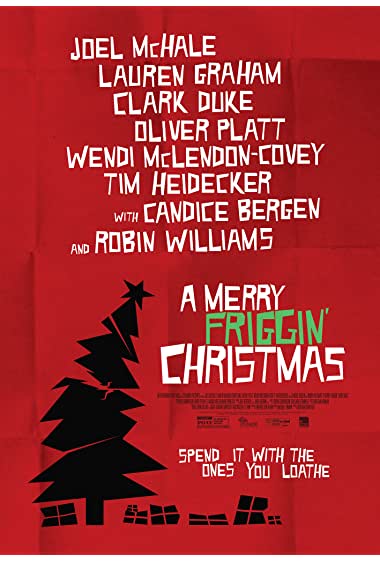 JOEL McHALE
LAUREN GRAHAM
CLARK DUKE
OLIVER PLATT
WENDI McLENDON-COVEY
TIM HEIDECKER
WITH CANDICE BERGEN
AND ROBIN WILLIAMS
A MERRY
FRIGGIN'
CHRISTMAS
SPEND IT WITH THE
ONES YOU LOATHE